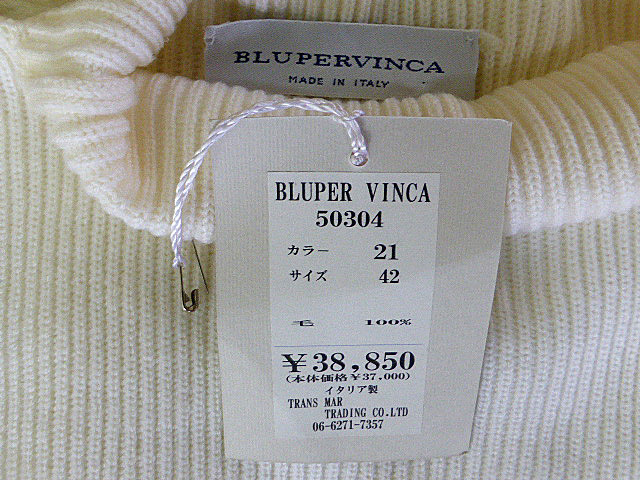 BLUPERVINCA
MADE IN ITALY
BLUPER VINCA
50304
カラー 21
サイズ 42
毛 100%
¥38,850
(本体価格¥37,000)
イタリア製
TRANS MAR
TRADING CO.LTD
06-6271-7357